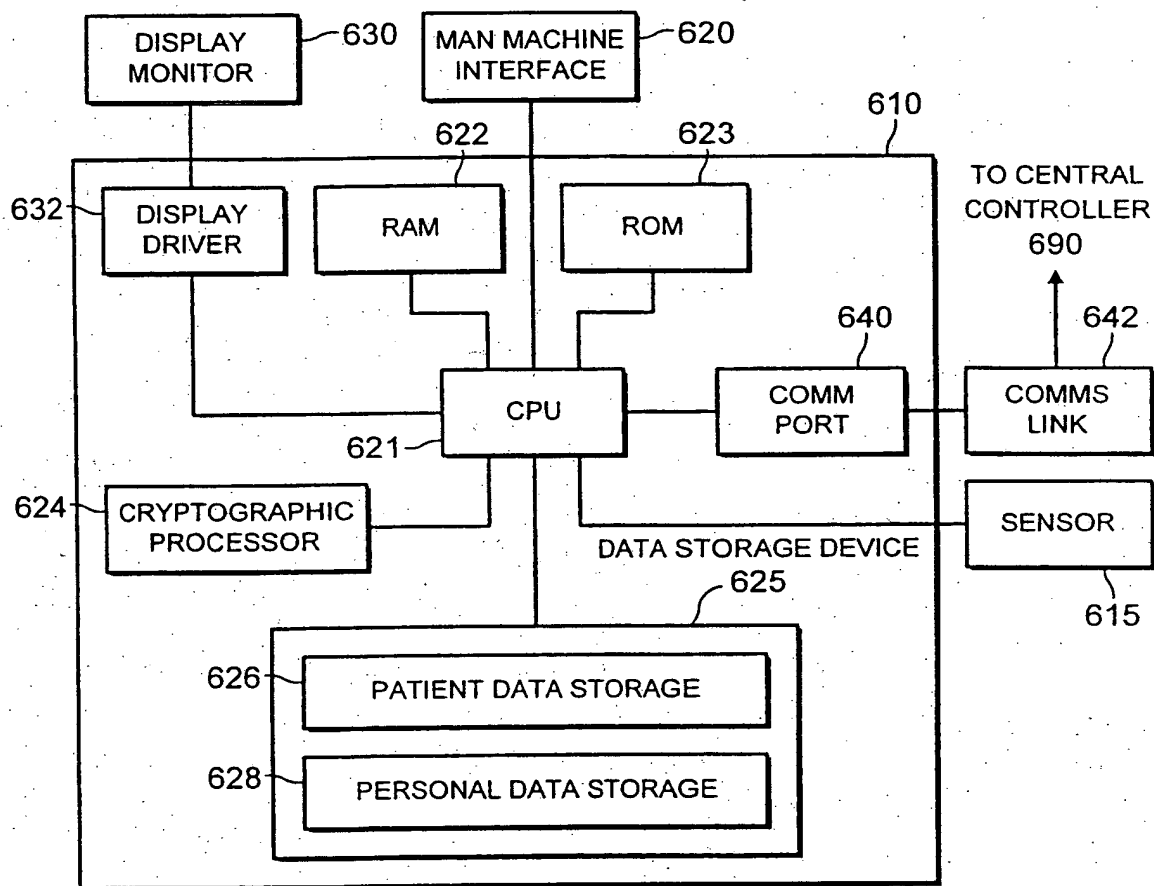 DISPLAY
MONITOR
630
MAN MACHINE
INTERFACE
620
610
622
623
TO CENTRAL
CONTROLLER
690
632
DISPLAY
DRIVER
RAM
ROM
640
642
CPU
621
COMM
PORT
COMMS
LINK
624
CRYPTOGRAPHIC
PROCESSOR
SENSOR
615
DATA STORAGE DEVICE
625
626
PATIENT DATA STORAGE
628
PERSONAL DATA STORAGE